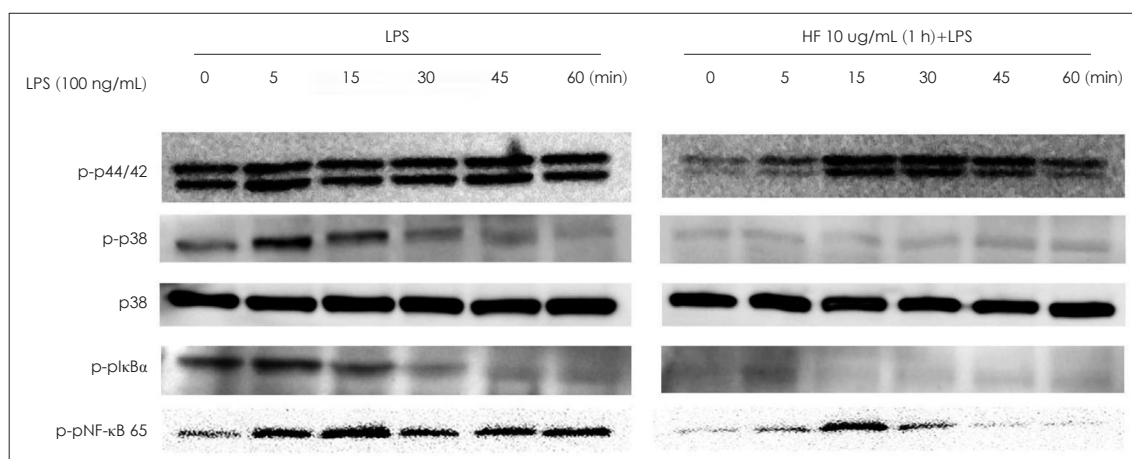 LPS
HF 10 ug/mL (1 h)+LPS
LPS (100 ng/mL)
0 5 15 30 45 60 (min)
0 5 15 30 45 60 (min)
p-p44/42
p-p38
p38
p-pIκBα
p-pNF-κB 65